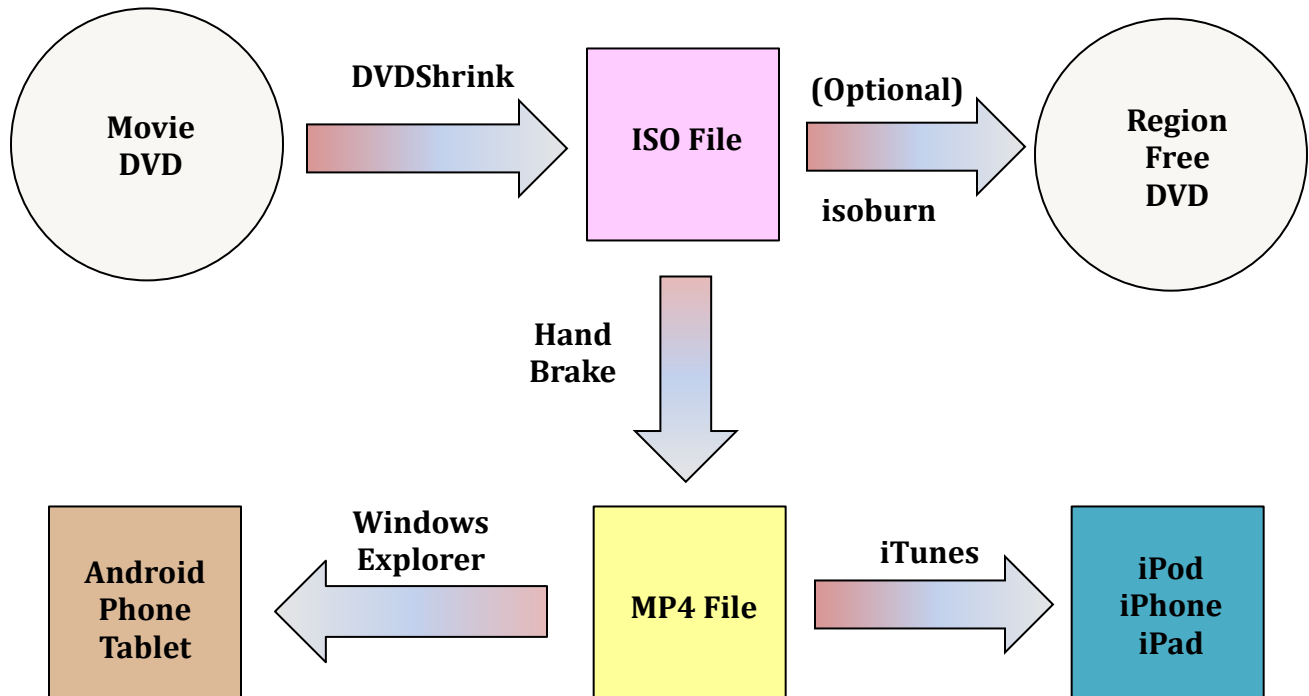 Movie
DVD
DVDShrink
ISO File
(Optional)
isoburn
Region
Free
DVD
Hand
Brake
Android
Phone
Tablet
Windows
Explorer
MP4 File
iTunes
iPod
iPhone
iPad